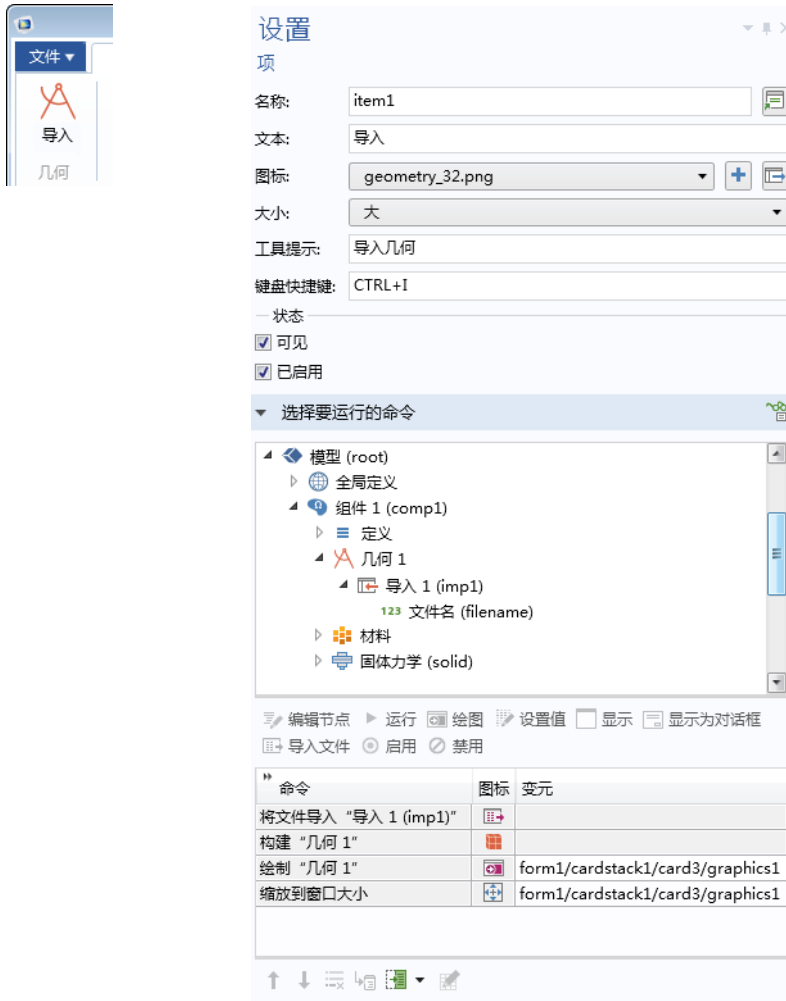 文件
导入
几何
设置
项
名称: item1
文本: 导入
图标: geometry_32.png
大小: 大
工具提示: 导入几何
键盘快捷键: CTRL+I
状态
可见
已启用
选择要运行的命令
模型 (root)
全局定义
组件 1 (comp1)
定义
几何 1
导入 1 (imp1)
123 文件名 (filename)
材料
固体力学 (solid)
编辑节点 运行 绘图 设置值 显示 显示为对话框
导入文件 启用 禁用
命令 图标 变元
将文件导入 “导入 1 (imp1)”
构建 “几何 1”
绘制 “几何 1” form1/cardstack1/card3/graphics1
缩放到窗口大小 form1/cardstack1/card3/graphics1